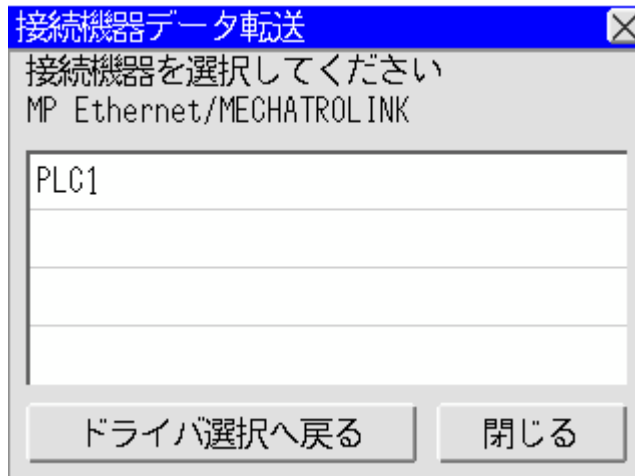 接続機器データ転送
接続機器を選択してください
MP Ethernet/MECHATROLINK
PLC1
ドライバ選択へ戻る
閉じる